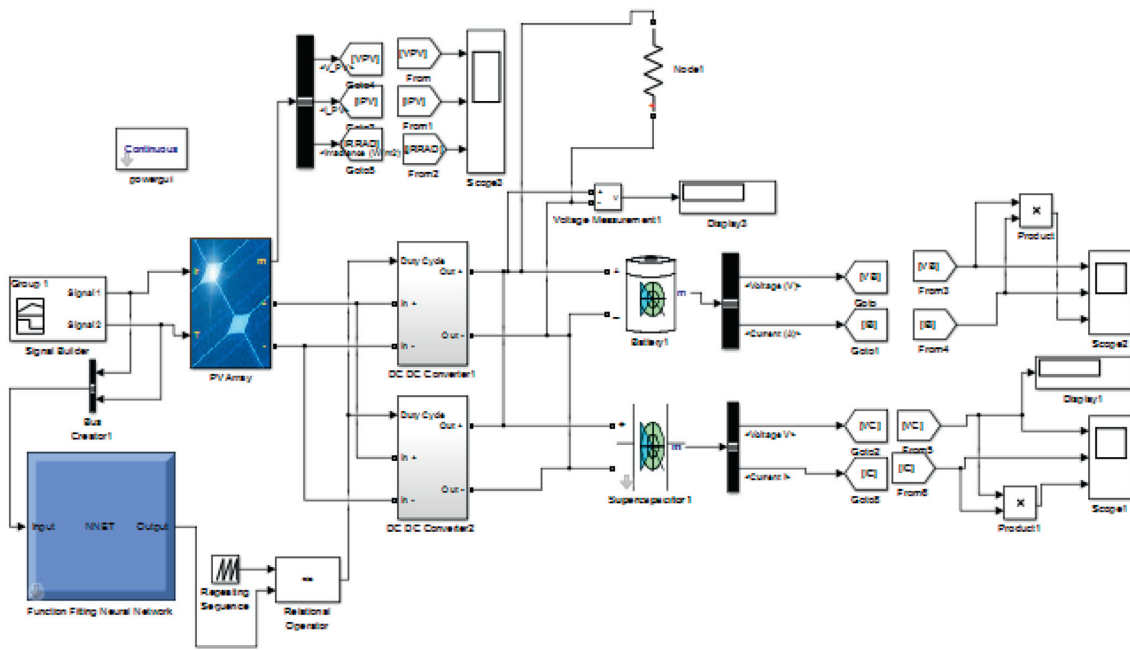 [VPV]
<V_PV>
Goto4
[VPV]
From
[IPV]
<I_PV>
[IPV]
From1
[IRRAD]
Goto5
[IRRAD]
From2
Scope3
Node1
+
Continuous
powergui
+
-
v
Voltage Measurement1
Display3
Group 1
Signal 1
Signal 2
Signal Builder
m
T
PV Array
Duty Cycle
In +
In -
Out +
Out -
DC DC Converter1
+
m
Battery1
<Voltage (V)>
[VB]
Goto
<Current (A)>
[IB]
Goto1
[VB]
From3
[IB]
From4
×
Product
Scope2
Bus
Creator1
Duty Cycle
In +
In -
Out +
Out -
DC DC Converter2
+
m
Supercapacitor1
<Voltage V>
[VC]
Goto2
<Current I>
[IC]
[VC]
From5
[IC]
From6
×
Product1
Display1
Scope1
Input
NNET
Output
Function Fitting Neural Network
Repeating
Sequence
Relational
Operator